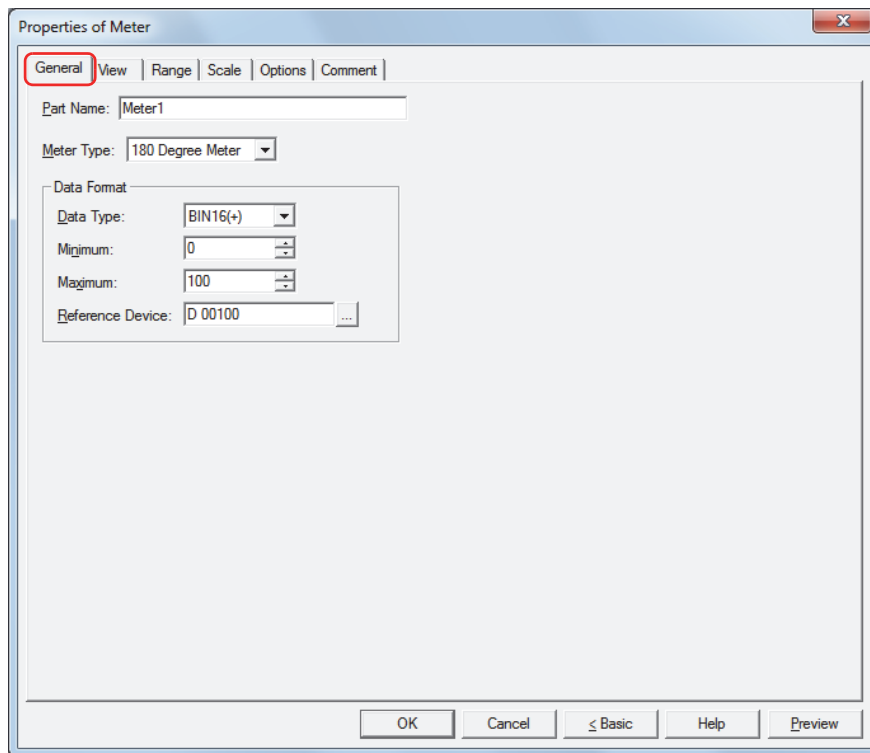 Properties of Meter
General View Range Scale Options Comment
Part Name: Meter1
Meter Type: 180 Degree Meter
Data Format
Data Type: BIN16(+)
Minimum: 0
Maximum: 100
Reference Device: D 00100 ...
OK Cancel < Basic Help Preview